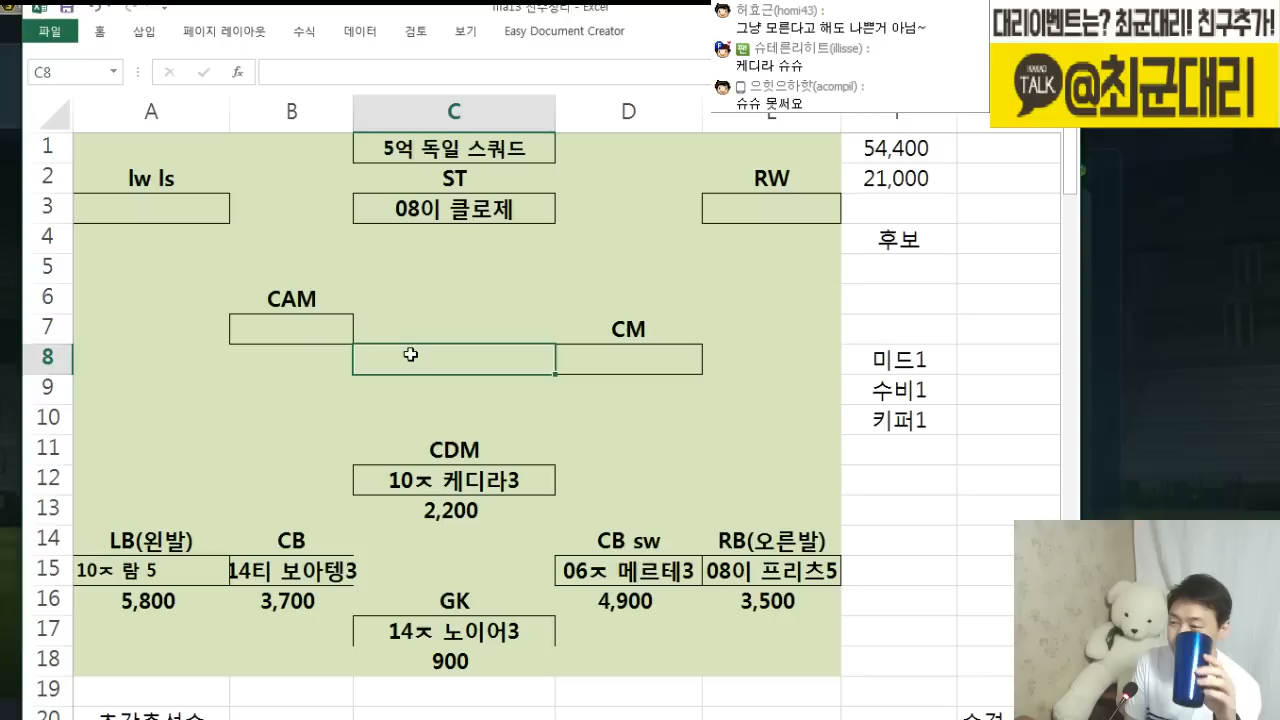 ma13 선수정리 - Excel
파일 홈 삽입 페이지 레이아웃 수식 데이터 검토 보기 Easy Document Creator
C8 fx
허효근(homi43) :
그냥 모른다고 해도 나쁜거 아님~
팬 슈테른리히트(illisse) :
케디라 슈슈
으힛으하핫(acompil) :
슈슈 못써요
대리이벤트는? 최군대리! 친구추가!
KAKAO
TALK @최군대리
A B C D E
1 5억 독일 스쿼드 54,400
2 lw ls ST RW 21,000
3 08이 클로제
4 후보
5
6 CAM
7 CM
8 미드1
9 수비1
10 키퍼1
11 CDM
12 10ㅈ 케디라3
13 2,200
14 LB(왼발) CB CB sw RB(오른발)
15 10ㅈ 람 5 14티 보아텡3 06ㅈ 메르테3 08이 프리츠5
16 5,800 3,700 GK 4,900 3,500
17 14ㅈ 노이어3
18 900
19
20